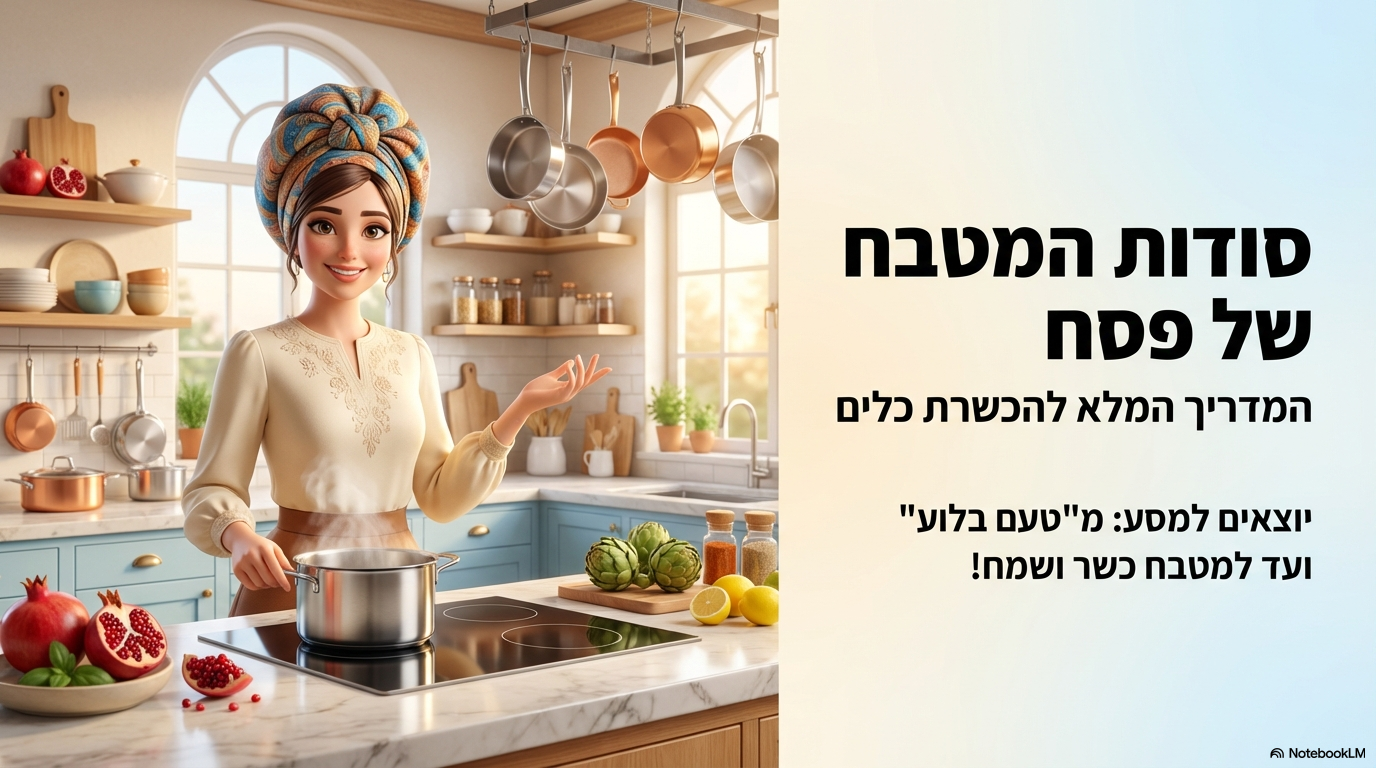 סודות המטבח
של פסח
המדריך המלא להכשרת כלים
יוצאים למסע: מ"טעם בלוע"
ועד למטבח כשר ושמח!
NotebookLM